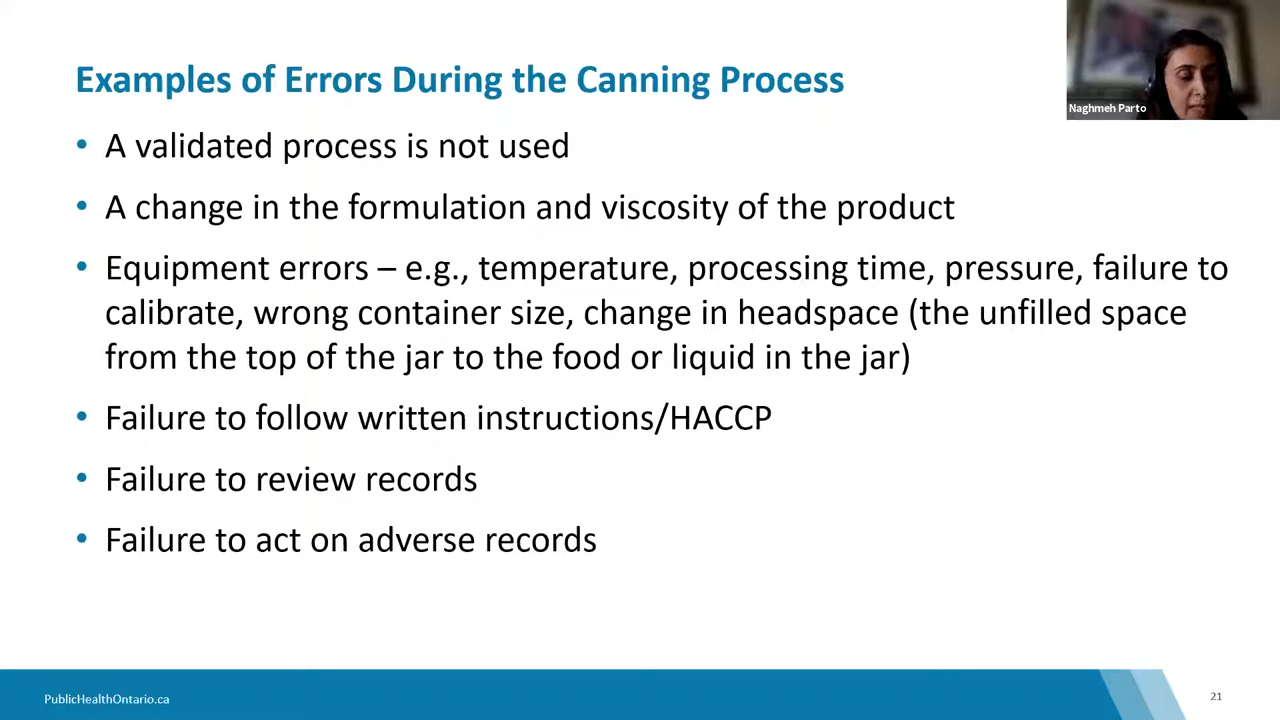 Examples of Errors During the Canning Process
Naghmeh Parto
• A validated process is not used
• A change in the formulation and viscosity of the product
• Equipment errors – e.g., temperature, processing time, pressure, failure to
calibrate, wrong container size, change in headspace (the unfilled space
from the top of the jar to the food or liquid in the jar)
• Failure to follow written instructions/HACCP
• Failure to review records
• Failure to act on adverse records
PublicHealthOntario.ca
21